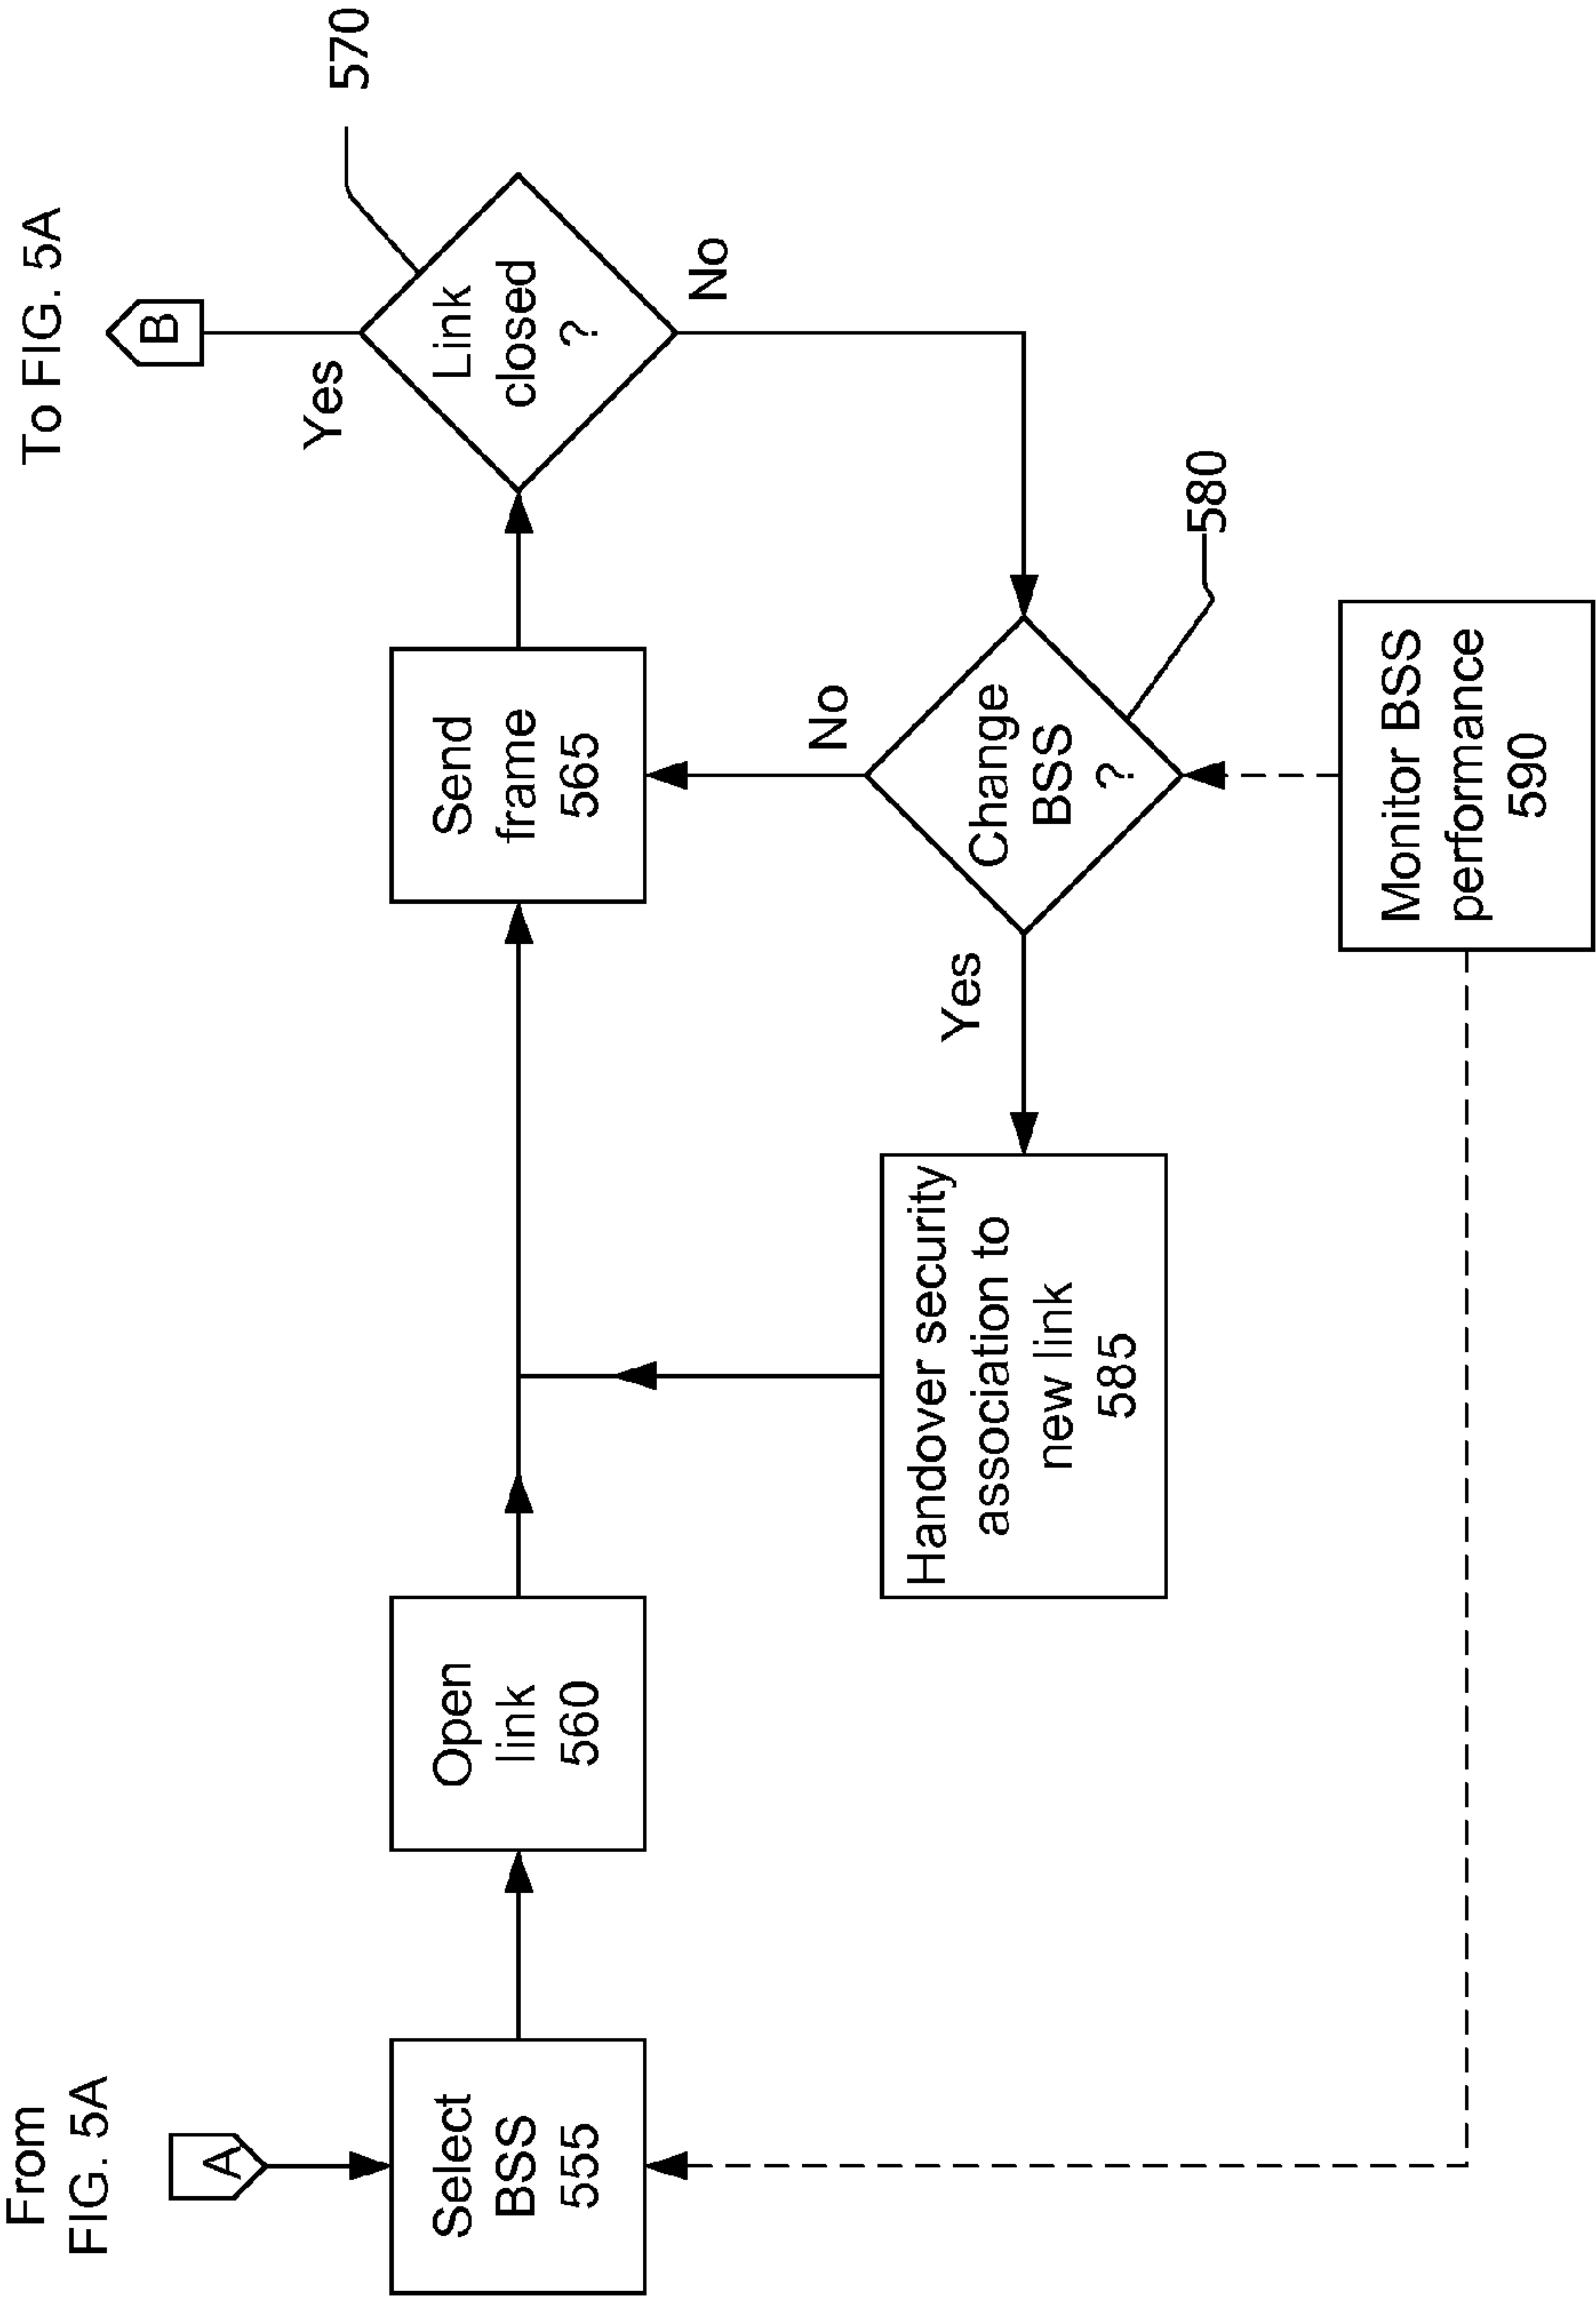 From
FIG. 5A
A
Select
BSS
555
Open
link
560
Send
frame
565
To FIG. 5A
B
Yes
Link
closed
?
570
No
Change
BSS
?
580
No
Yes
Handover security
association to
new link
585
Monitor BSS
performance
590